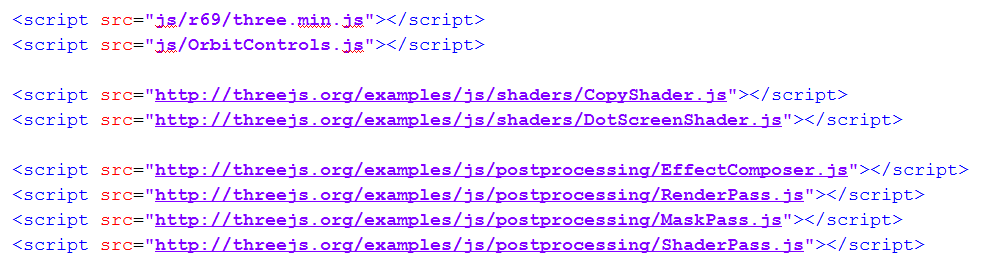 <script src="js/r69/three.min.js"></script>
<script src="js/OrbitControls.js"></script>
<script src="http://threejs.org/examples/js/shaders/CopyShader.js"></script>
<script src="http://threejs.org/examples/js/shaders/DotScreenShader.js"></script>
<script src="http://threejs.org/examples/js/postprocessing/EffectComposer.js"></script>
<script src="http://threejs.org/examples/js/postprocessing/RenderPass.js"></script>
<script src="http://threejs.org/examples/js/postprocessing/MaskPass.js"></script>
<script src="http://threejs.org/examples/js/postprocessing/ShaderPass.js"></script>